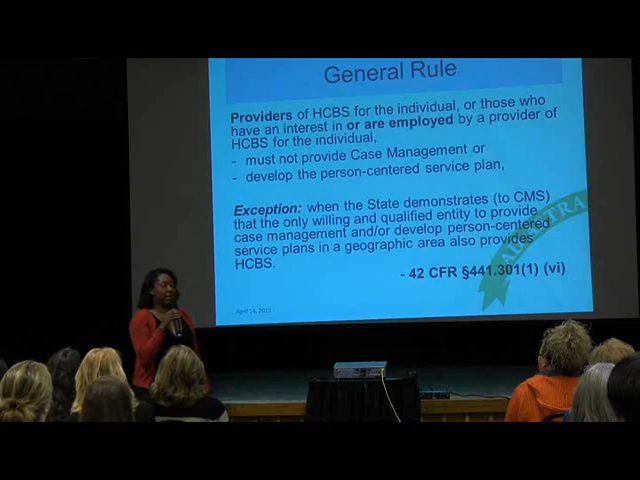 General Rule
Providers of HCBS for the individual, or those who
have an interest in or are employed by a provider of
HCBS for the individual,
- must not provide Case Management or
- develop the person-centered service plan,
Exception: when the State demonstrates (to CMS)
that the only willing and qualified entity to provide
case management and/or develop person-centered
service plans in a geographic area also provides
HCBS.
- 42 CFR §441.301(1) (vi)